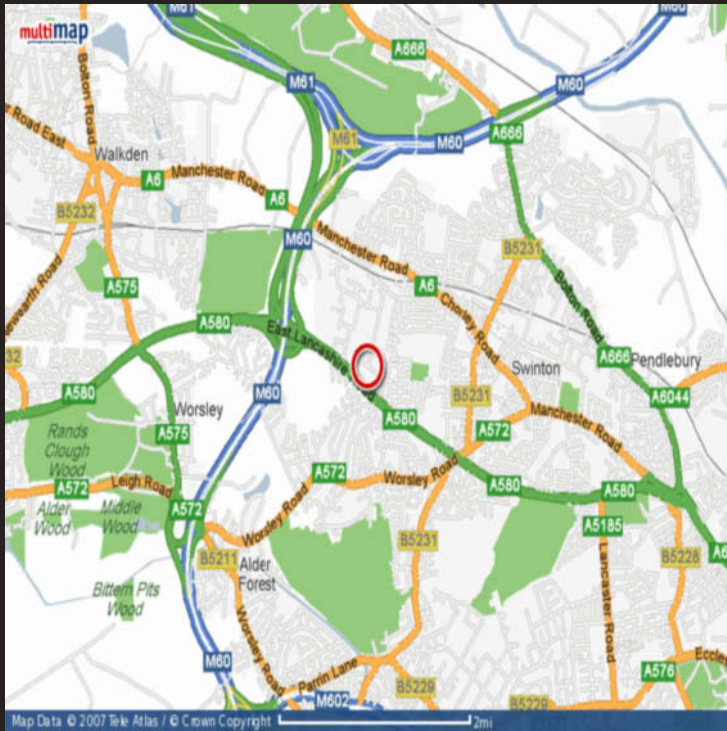 M61
M60
multimap
A666
Bolton Road
M61
M60
M61
M60
A666
er Road East
Walkden
A6
Manchester Road
A6
B5232
M60
Manchester Road
B5231
A575
A6
Chorley Road
Bolton Road
A580
East Lancashire Road
A666
Pendlebury
Swinton
A580
M60
B5231
A6044
Worsley
A580
A572
Manchester Road
Rands
Clough
Wood
A575
A572
Leigh Road
A572
Worsley Road
A580
A580
Alder
Wood
Middle
Wood
A572
Worsley Road
B5231
A5185
B5211
Alder
Forest
B5228
Bittern Pits
Wood
Lancaster Road
Worsley Road
M60
Parrin Lane
A576
B5229
M602
B5229
Map Data © 2007 Tele Atlas / © Crown Copyright
2mi